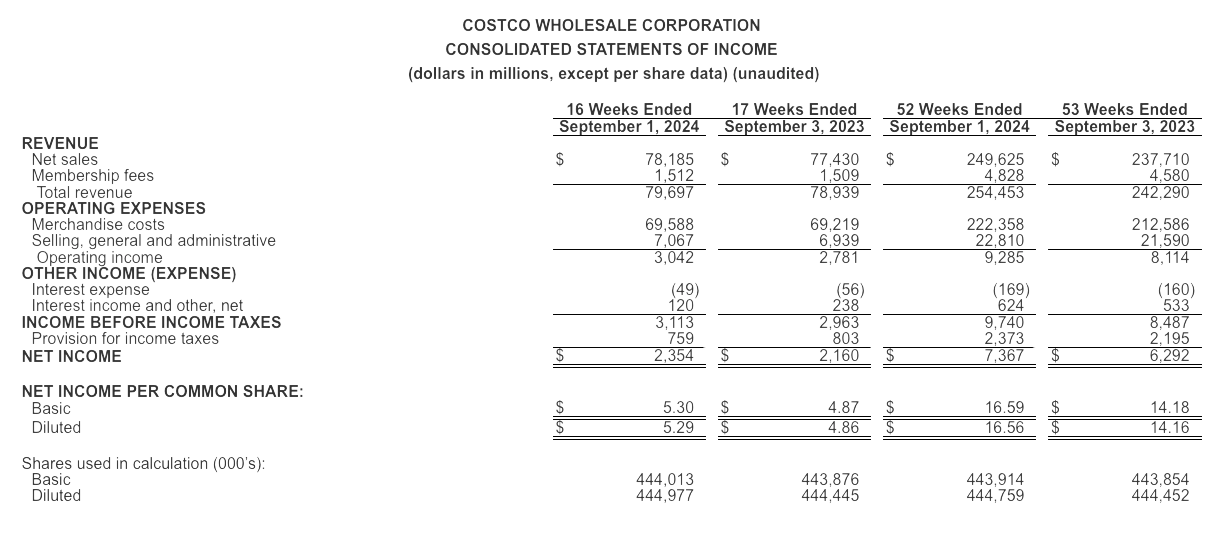 COSTCO WHOLESALE CORPORATION
CONSOLIDATED STATEMENTS OF INCOME
(dollars in millions, except per share data) (unaudited)
16 Weeks Ended 17 Weeks Ended 52 Weeks Ended 53 Weeks Ended
September 1, 2024 September 3, 2023 September 1, 2024 September 3, 2023
REVENUE
Net sales $ 78,185 $ 77,430 $ 249,625 $ 237,710
Membership fees 1,512 1,509 4,828 4,580
Total revenue 79,697 78,939 254,453 242,290
OPERATING EXPENSES
Merchandise costs 69,588 69,219 222,358 212,586
Selling, general and administrative 7,067 6,939 22,810 21,590
Operating income 3,042 2,781 9,285 8,114
OTHER INCOME (EXPENSE)
Interest expense (49) (56) (169) (160)
Interest income and other, net 120 238 624 533
INCOME BEFORE INCOME TAXES 3,113 2,963 9,740 8,487
Provision for income taxes 759 803 2,373 2,195
NET INCOME $ 2,354 $ 2,160 $ 7,367 $ 6,292
NET INCOME PER COMMON SHARE:
Basic $ 5.30 $ 4.87 $ 16.59 $ 14.18
Diluted $ 5.29 $ 4.86 $ 16.56 $ 14.16
Shares used in calculation (000's):
Basic 444,013 443,876 443,914 443,854
Diluted 444,977 444,445 444,759 444,452